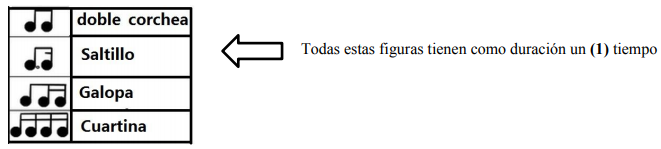 doble corchea
Saltillo
Todas estas figuras tienen como duración un (1) tiempo
Galopa
Cuartina